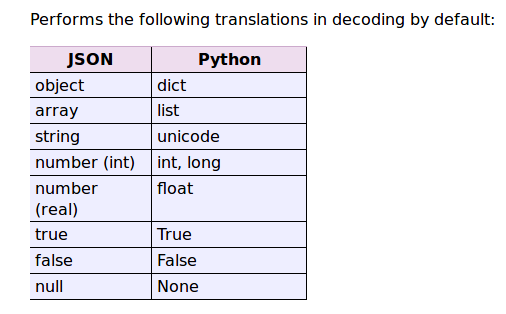 Performs the following translations in decoding by default:
JSON Python
object dict
array list
string unicode
number (int) int, long
number float
(real)
true True
false False
null None